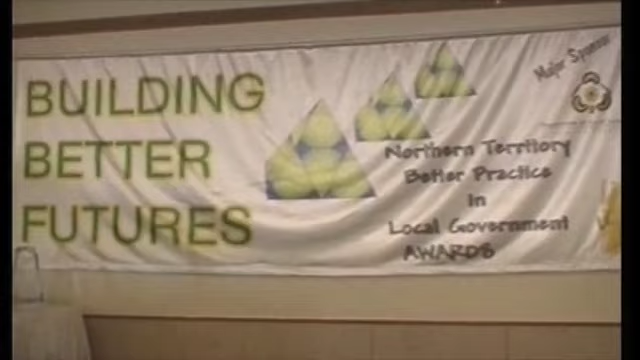 BUILDING
BETTER
FUTURES
Major Sponsor
Northern Territory
Better Practice
in
Local Government
AWARDS